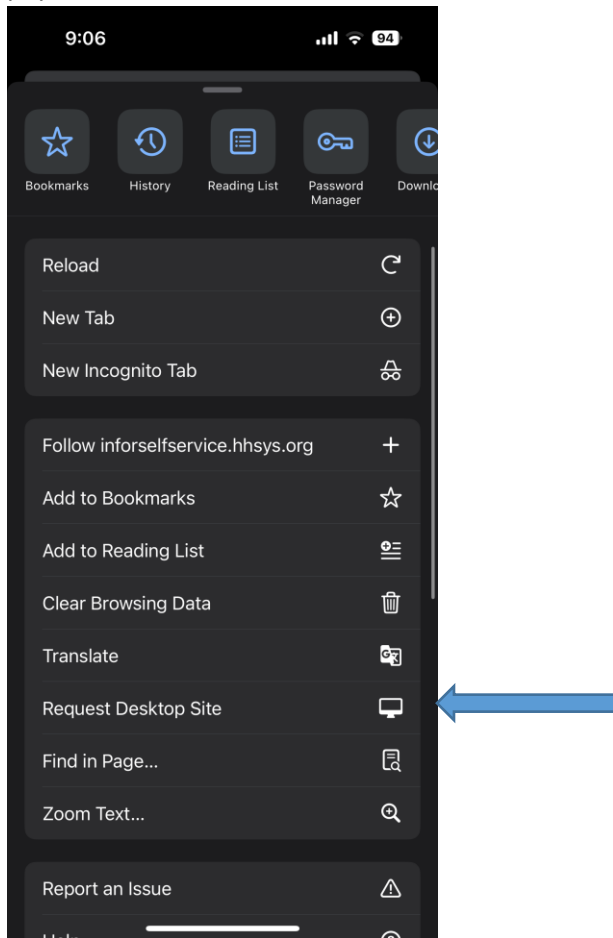 9:06
94
Bookmarks
History
Reading List
Password
Manager
Reload
New Tab
New Incognito Tab
Follow inforselfservice.hhsys.org
Add to Bookmarks
Add to Reading List
Clear Browsing Data
Translate
Request Desktop Site
Find in Page...
Zoom Text...
Report an Issue